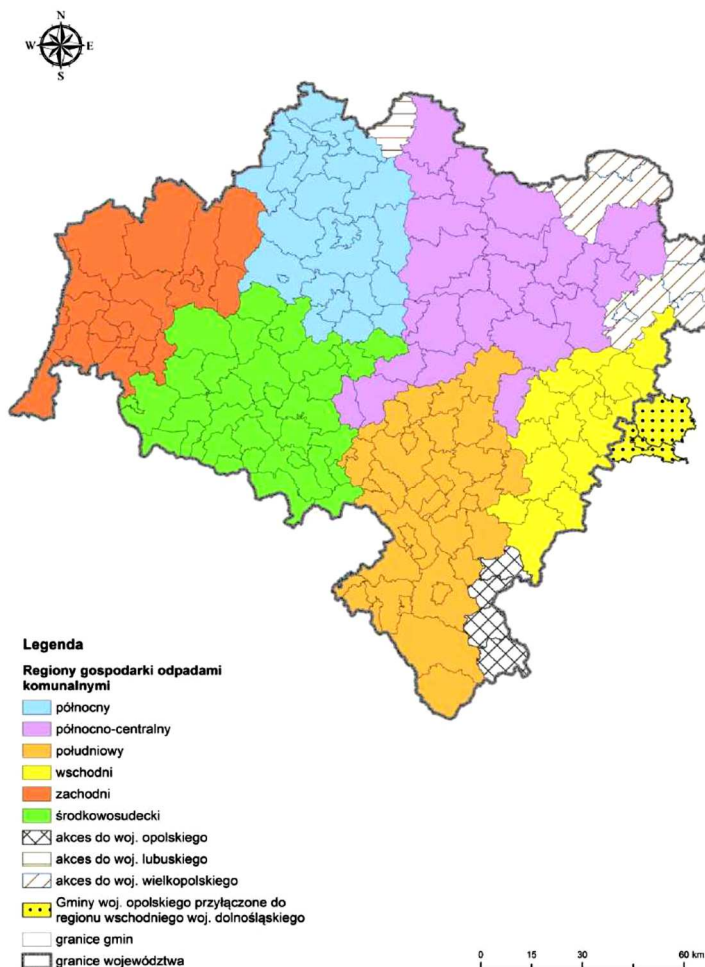 N
W E
S
Legenda
Regiony gospodarki odpadami
komunalnymi
północny
północno-centralny
południowy
wschodni
zachodni
środkowosudecki
akces do woj. opolskiego
akces do woj. lubuskiego
akces do woj. wielkopolskiego
Gminy woj. opolskiego przyłączone do
regionu wschodniego woj. dolnośląskiego
granice gmin
granice województwa
0 15 30 60 km